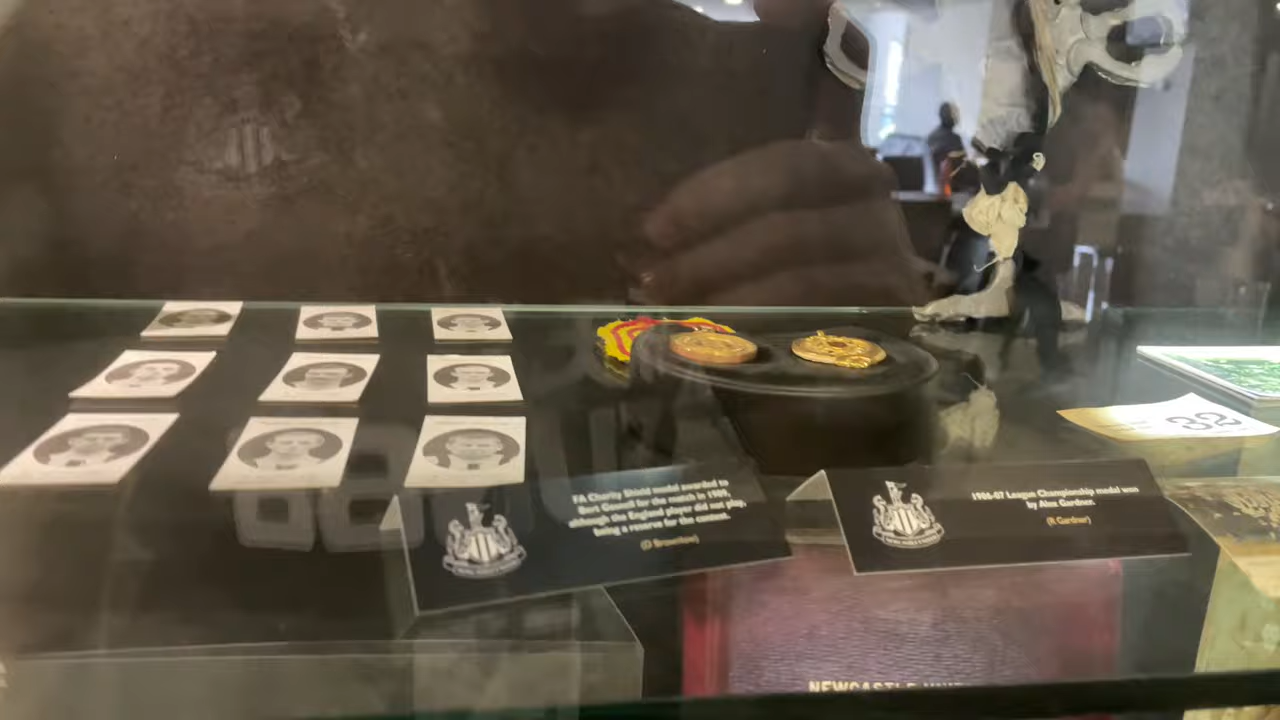 32
FA Charity Shield medal awarded to
Bert Gosnell for the match in 1909,
although the England player did not play,
being a reserve for the contest.
(D Brownlow)
1906-07 League Championship medal won
by Alex Gardner.
(R Gardner)
NEWCASTLE